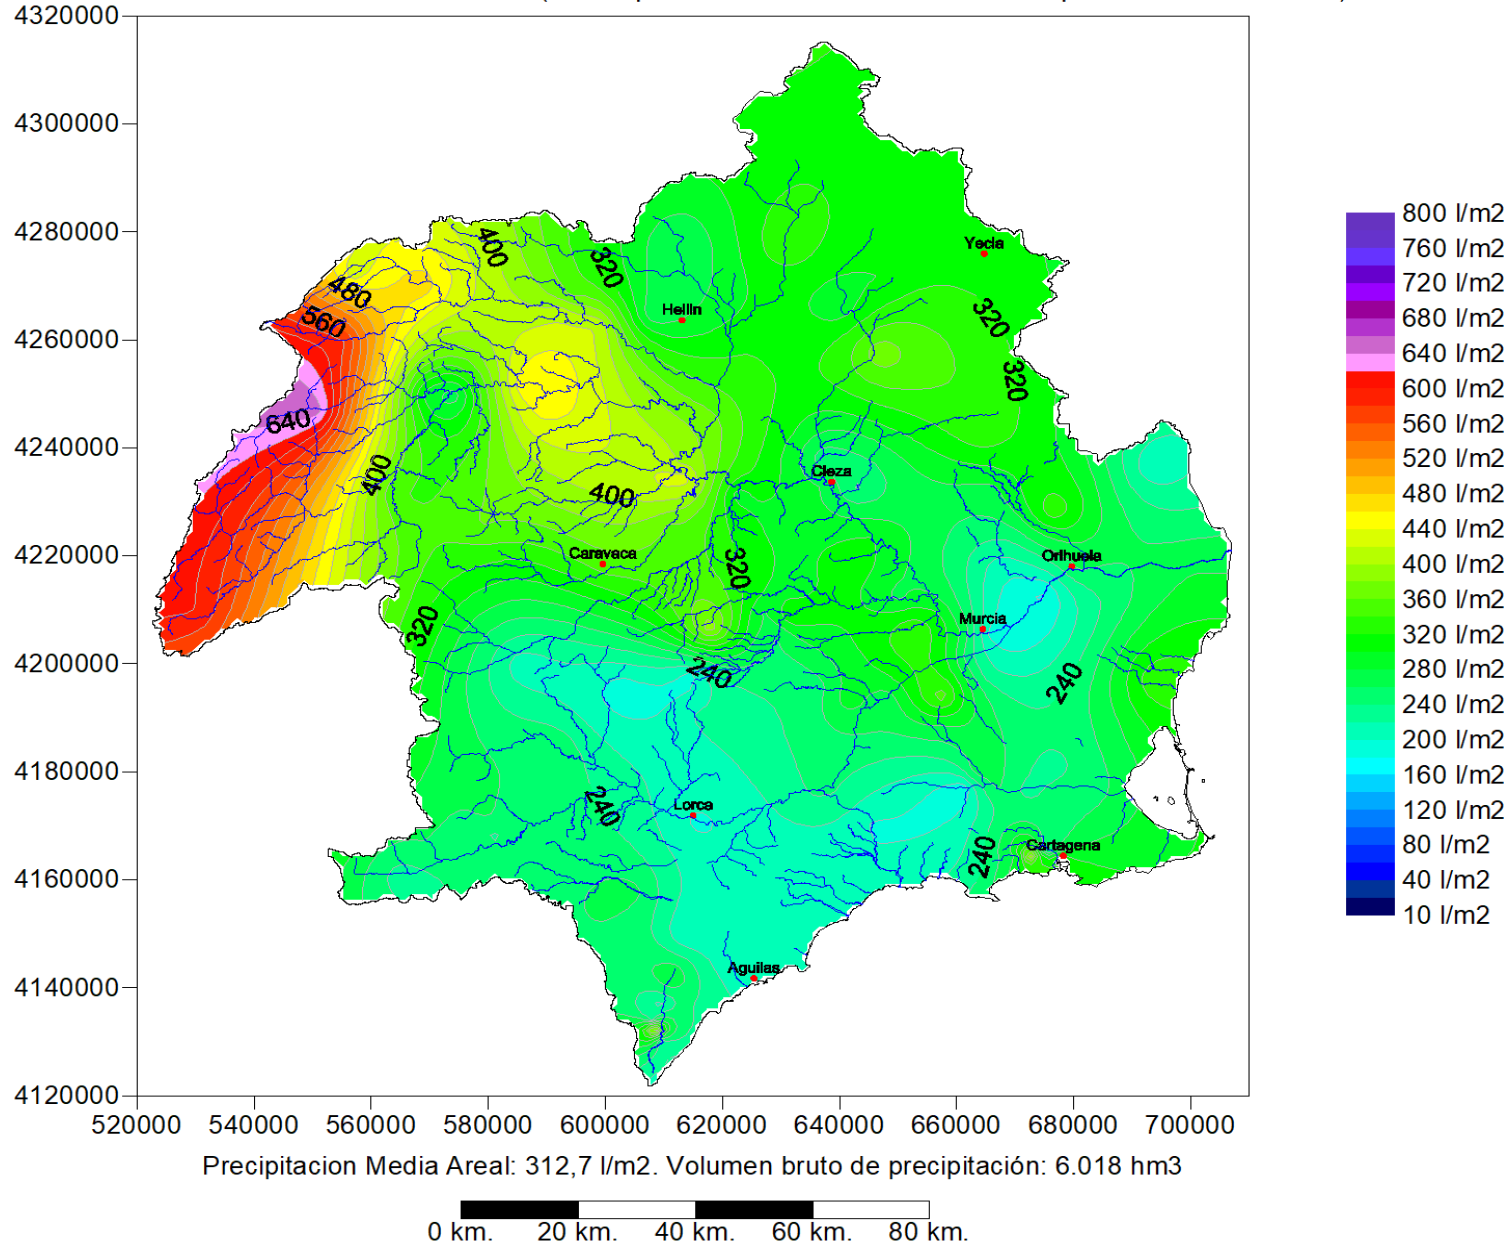 4320000
4300000
4280000
4260000
4240000
4220000
4200000
4180000
4160000
4140000
4120000
520000 540000 560000 580000 600000 620000 640000 660000 680000 700000
400
320
480
560
640
400
400
320
320
320
320
240
240
240
240
Yecla
Hellin
Cieza
Caravaca
Orihuela
Murcia
Lorca
Cartagena
Aguilas
800 l/m2
760 l/m2
720 l/m2
680 l/m2
640 l/m2
600 l/m2
560 l/m2
520 l/m2
480 l/m2
440 l/m2
400 l/m2
360 l/m2
320 l/m2
280 l/m2
240 l/m2
200 l/m2
160 l/m2
120 l/m2
80 l/m2
40 l/m2
10 l/m2
Precipitacion Media Areal: 312,7 l/m2. Volumen bruto de precipitación: 6.018 hm3
0 km. 20 km. 40 km. 60 km. 80 km.